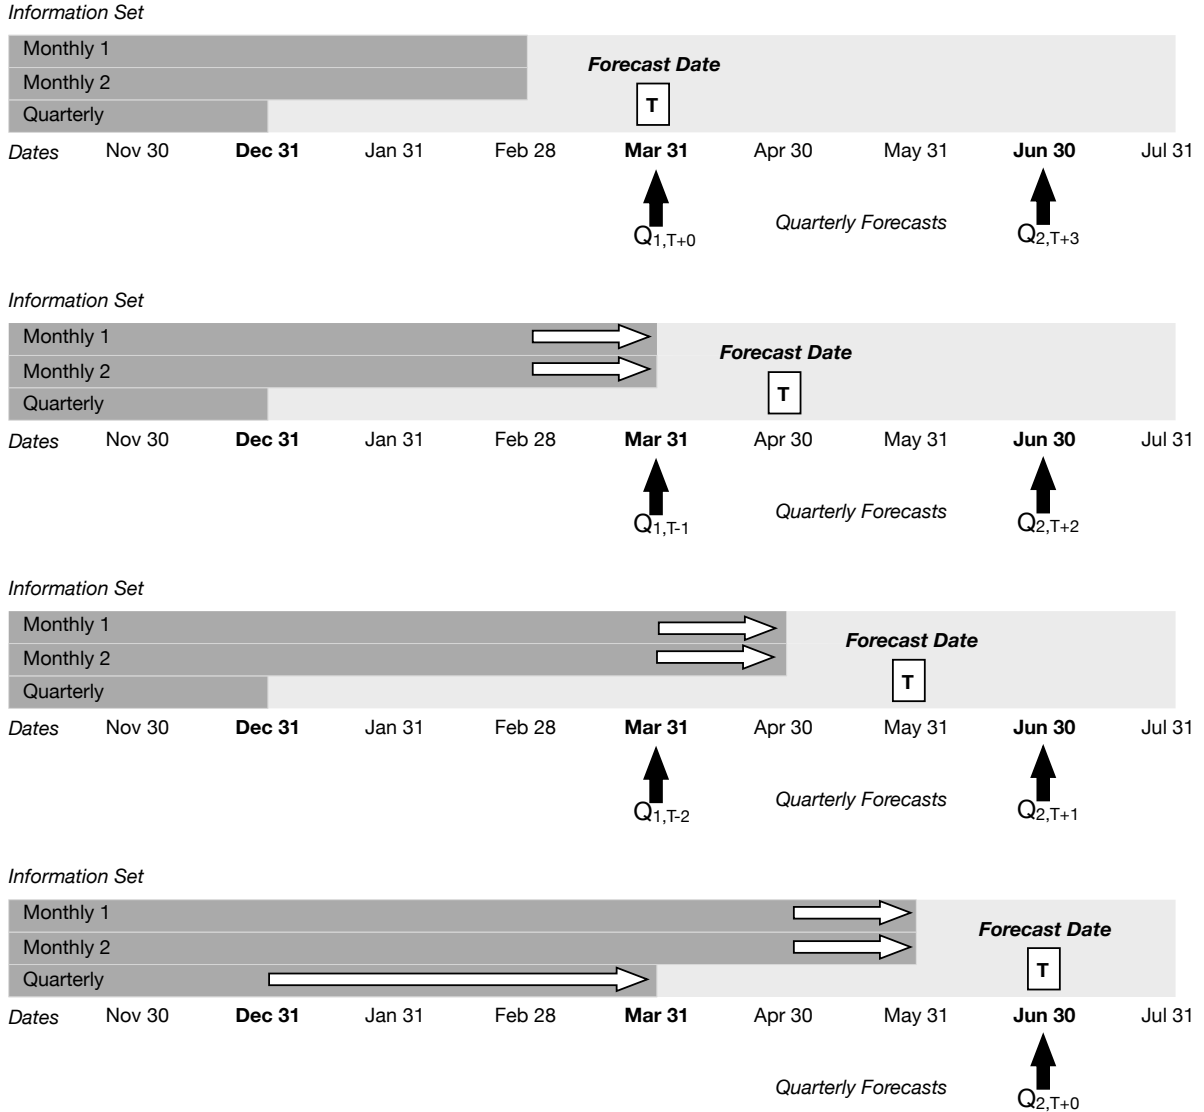 Information Set
Monthly 1
Forecast Date
Monthly 2
T
Quarterly
Dates Nov 30 Dec 31 Jan 31 Feb 28 Mar 31 Apr 30 May 31 Jun 30 Jul 31
Quarterly Forecasts
Q1,T+0 Q2,T+3
Information Set
Monthly 1
Forecast Date
Monthly 2
T
Quarterly
Dates Nov 30 Dec 31 Jan 31 Feb 28 Mar 31 Apr 30 May 31 Jun 30 Jul 31
Quarterly Forecasts
Q1,T-1 Q2,T+2
Information Set
Monthly 1
Forecast Date
Monthly 2
T
Quarterly
Dates Nov 30 Dec 31 Jan 31 Feb 28 Mar 31 Apr 30 May 31 Jun 30 Jul 31
Quarterly Forecasts
Q1,T-2 Q2,T+1
Information Set
Monthly 1
Forecast Date
Monthly 2
T
Quarterly
Dates Nov 30 Dec 31 Jan 31 Feb 28 Mar 31 Apr 30 May 31 Jun 30 Jul 31
Quarterly Forecasts
Q2,T+0